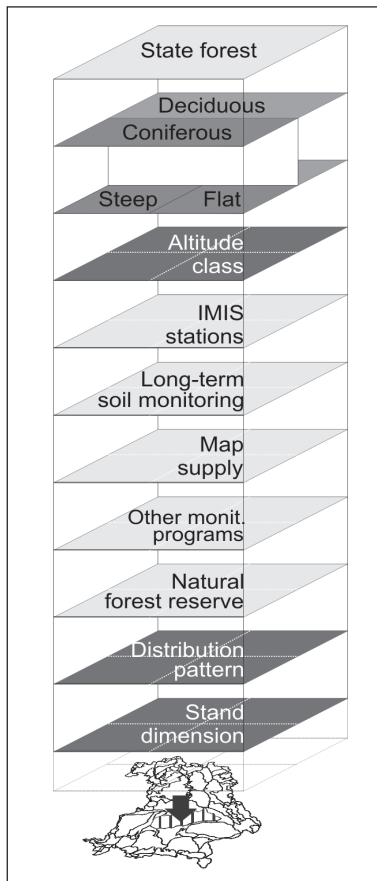 State forest
Deciduous
Coniferous
Steep Flat
Altitude
class
IMIS
stations
Long-term
soil monitoring
Map
supply
Other monit.
programs
Natural
forest reserve
Distribution
pattern
Stand
dimension